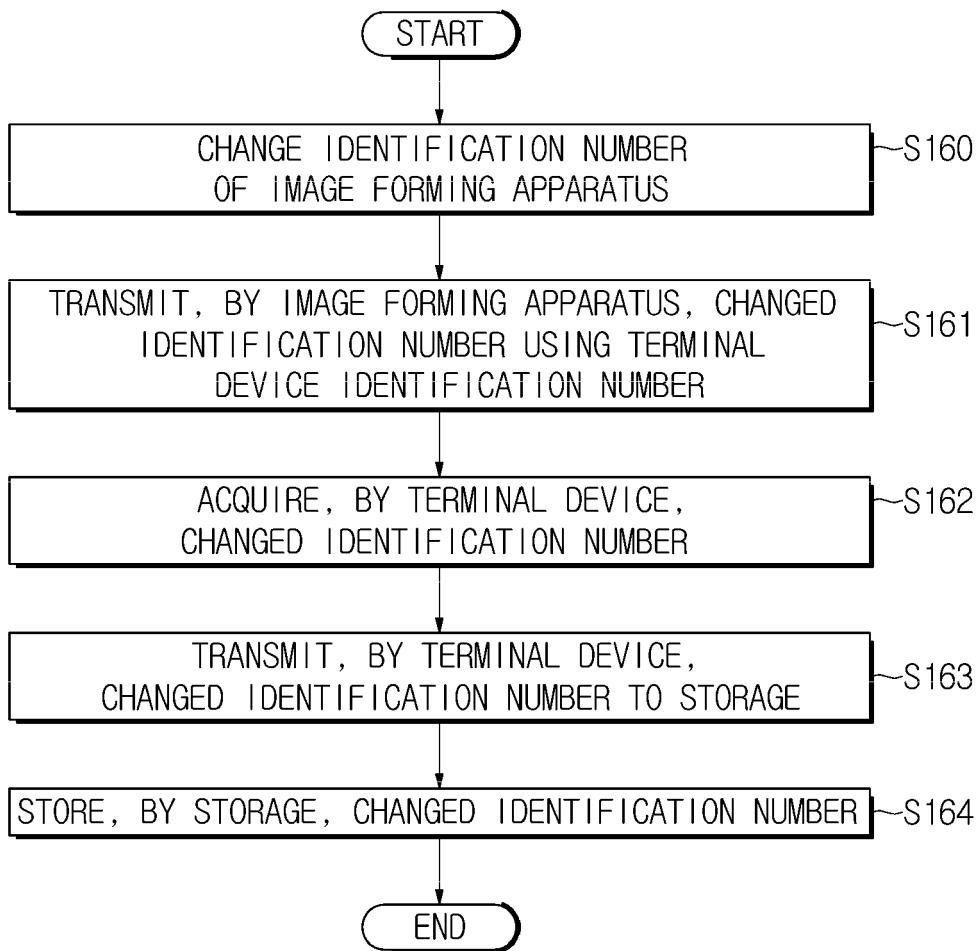 START
CHANGE IDENTIFICATION NUMBER
OF IMAGE FORMING APPARATUS
S160
TRANSMIT, BY IMAGE FORMING APPARATUS, CHANGED
IDENTIFICATION NUMBER USING TERMINAL
DEVICE IDENTIFICATION NUMBER
S161
ACQUIRE, BY TERMINAL DEVICE,
CHANGED IDENTIFICATION NUMBER
S162
TRANSMIT, BY TERMINAL DEVICE,
CHANGED IDENTIFICATION NUMBER TO STORAGE
S163
STORE, BY STORAGE, CHANGED IDENTIFICATION NUMBER
S164
END